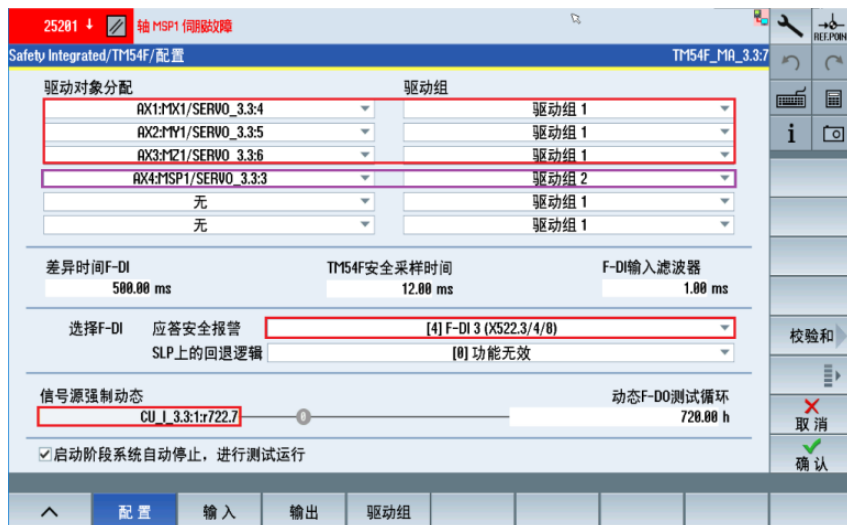 25201 ↓ 轴 MSP1 伺服故障
REF.POIN
Safety Integrated/TM54F/配置 TM54F_MA_3.3:7
驱动对象分配 驱动组
AX1:MX1/SERVO_3.3:4 驱动组 1
AX2:MY1/SERVO_3.3:5 驱动组 1
AX3:MZ1/SERVO_3.3:6 驱动组 1
AX4:MSP1/SERVO_3.3:3 驱动组 2
无 驱动组 1
无 驱动组 1
差异时间F-DI TM54F安全采样时间 F-DI输入滤波器
500.00 ms 12.00 ms 1.00 ms
选择F-DI 应答安全报警 [4] F-DI 3 (X522.3/4/8)
校验和
SLP上的回退逻辑 [0] 功能无效
信号源强制动态 动态F-DO测试循环
CU_I_3.3:1:r722.7 0 720.00 h
取消
启动阶段系统自动停止，进行测试运行
确认
配置 输入 输出 驱动组